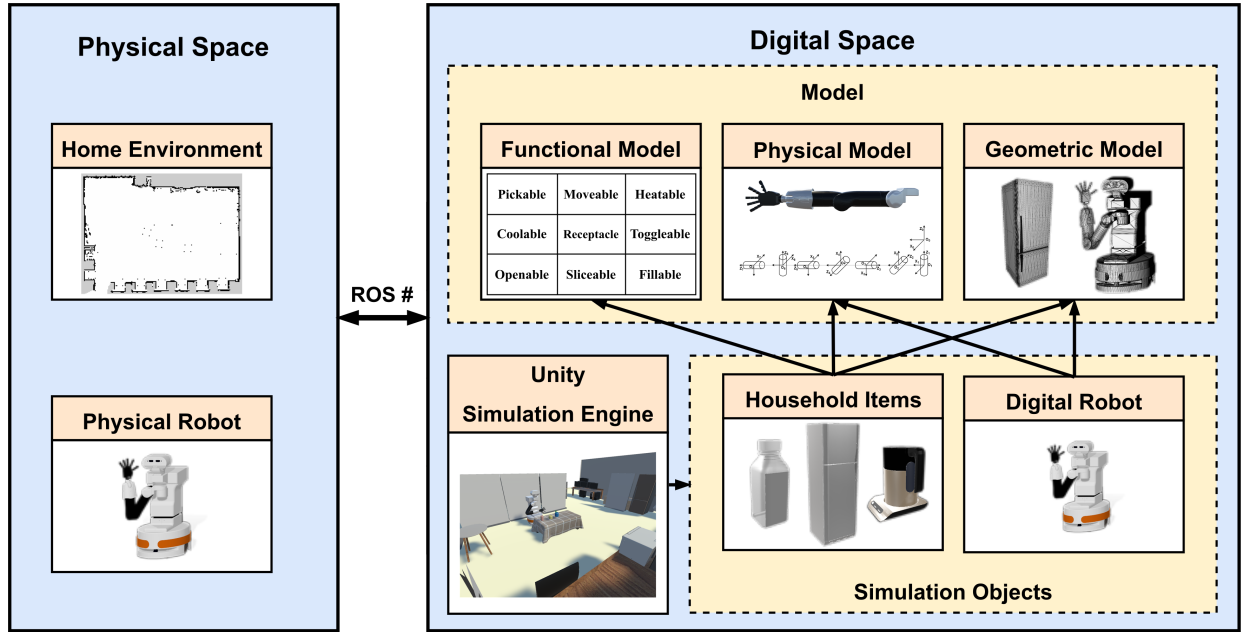 Physical Space
Home Environment
Physical Robot
ROS #
Digital Space
Model
Functional Model
Pickable Moveable Heatable
Coolable Receptacle Toggleable
Openable Sliceable Fillable
Physical Model
Geometric Model
Unity
Simulation Engine
Household Items
Digital Robot
Simulation Objects